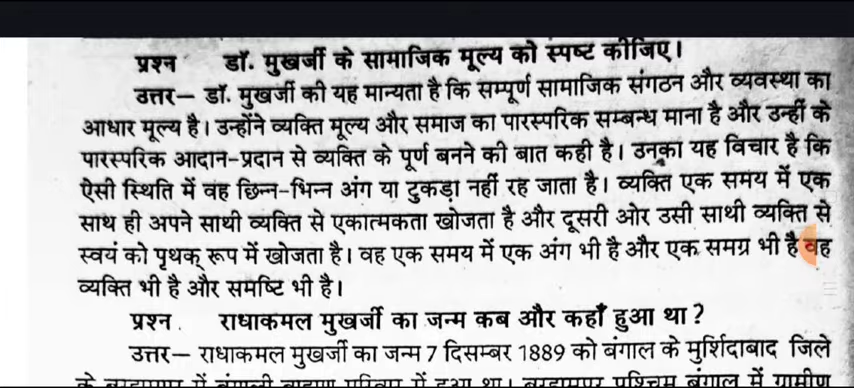 प्रश्न डॉ. मुखर्जी के सामाजिक मूल्य को स्पष्ट कीजिए।
उत्तर– डॉ. मुखर्जी की यह मान्यता है कि सम्पूर्ण सामाजिक संगठन और व्यवस्था का
आधार मूल्य है। उन्होंने व्यक्ति मूल्य और समाज का पारस्परिक सम्बन्ध माना है और उन्हीं के
पारस्परिक आदान-प्रदान से व्यक्ति के पूर्ण बनने की बात कही है। उनका यह विचार है कि
ऐसी स्थिति में वह छिन्न-भिन्न अंग या टुकड़ा नहीं रह जाता है। व्यक्ति एक समय में एक
साथ ही अपने साथी व्यक्ति से एकात्मकता खोजता है और दूसरी ओर उसी साथी व्यक्ति से
स्वयं को पृथक् रूप में खोजता है। वह एक समय में एक अंग भी है और एक समग्र भी है वह
व्यक्ति भी है और समष्टि भी है।
प्रश्न . राधाकमल मुखर्जी का जन्म कब और कहाँ हुआ था ?
उत्तर– राधाकमल मुखर्जी का जन्म 7 दिसम्बर 1889 को बंगाल के मुर्शिदाबाद जिले
के में बंगाली ब्राह्मण परिवार में हुआ था। पश्चिम बंगाल में ग्रामीण